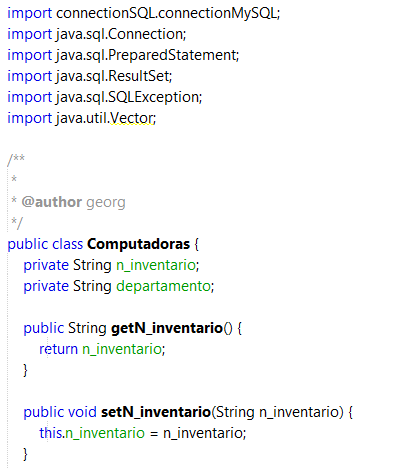 import connectionSQL.connectionMySQL;
import java.sql.Connection;
import java.sql.PreparedStatement;
import java.sql.ResultSet;
import java.sql.SQLException;
import java.util.Vector;
/**
*
* @author georg
*/
public class Computadoras {
private String n_inventario;
private String departamento;
public String getN_inventario() {
return n_inventario;
}
public void setN_inventario(String n_inventario) {
this.n_inventario = n_inventario;
}